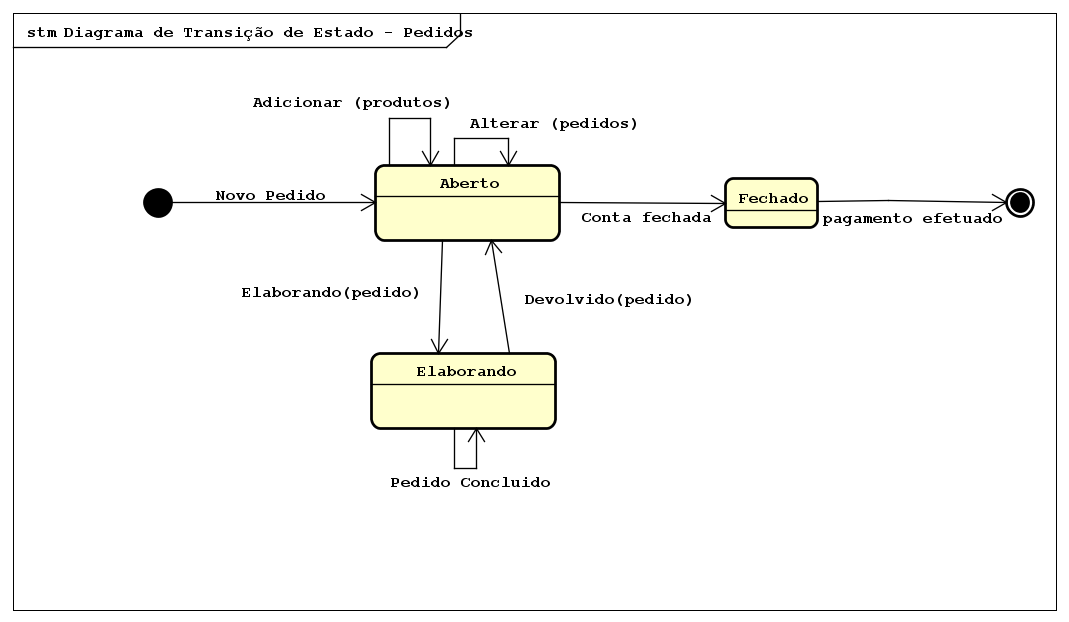 stm Diagrama de Transição de Estado - Pedidos
Adicionar (produtos)
Alterar (pedidos)
Aberto
Novo Pedido
Fechado
Conta fechada
pagamento efetuado
Elaborando(pedido)
Devolvido(pedido)
Elaborando
Pedido Concluido